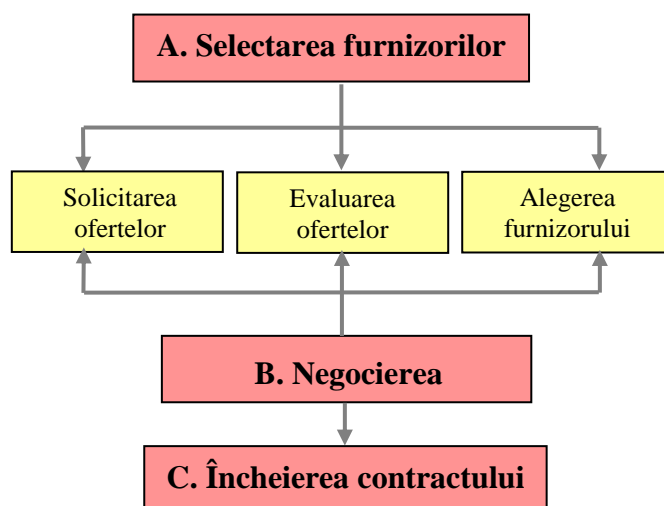 A. Selectarea furnizorilor
Solicitarea
ofertelor
Evaluarea
ofertelor
Alegerea
furnizorului
B. Negocierea
C. Încheierea contractului